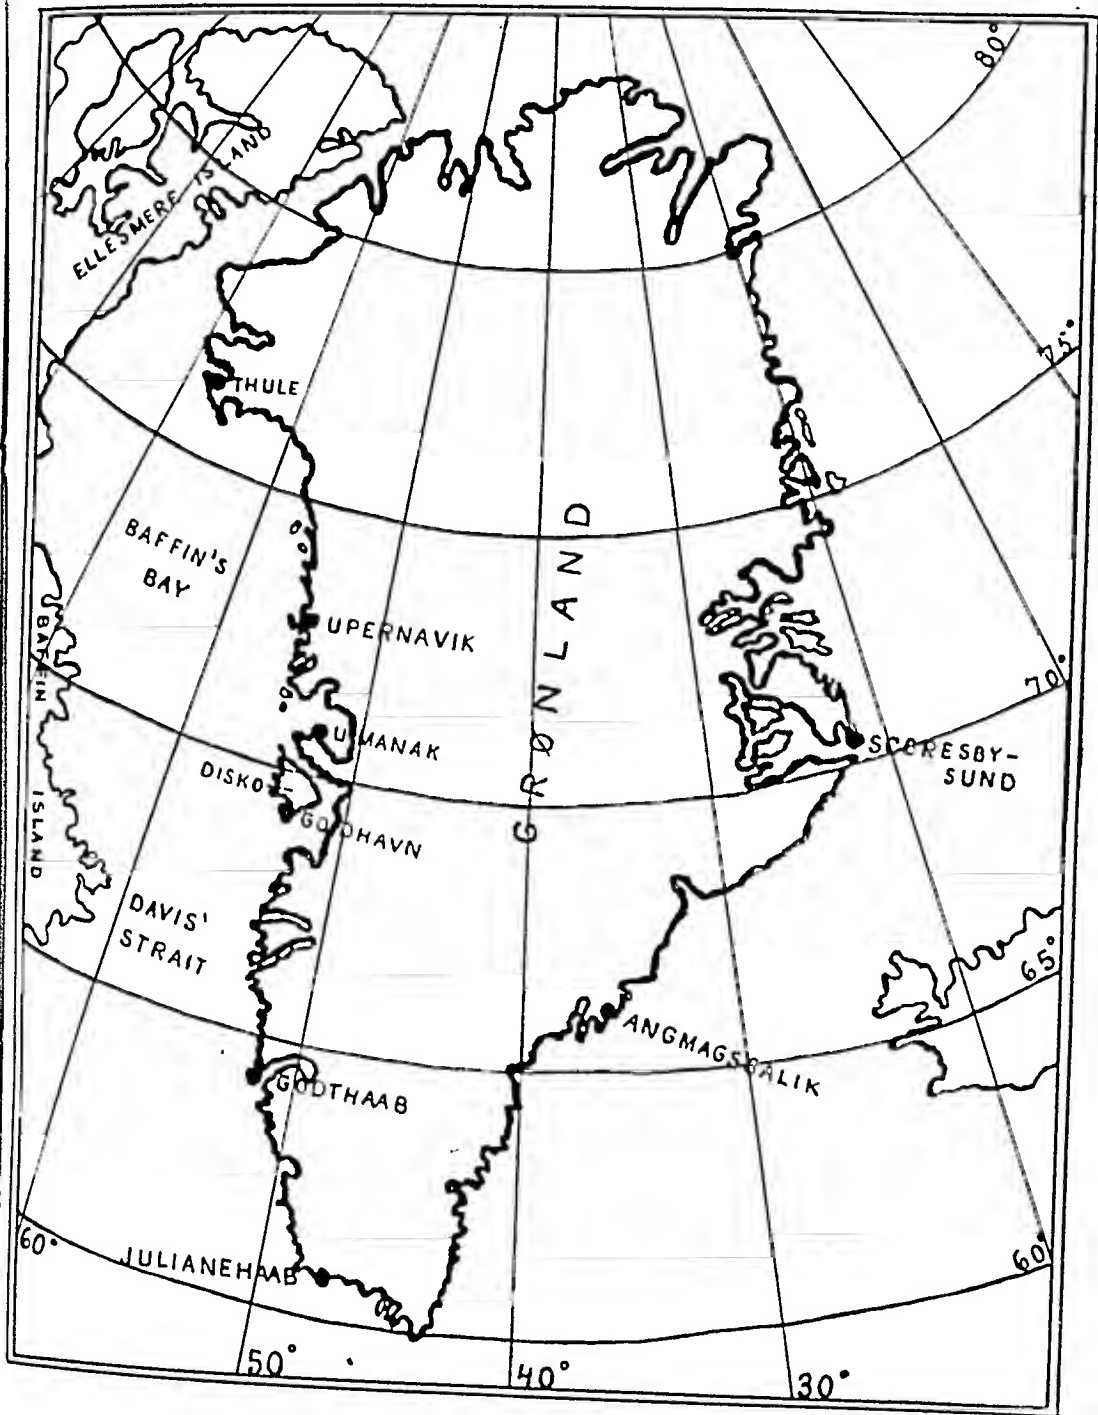 80°
ELLESMERE ISLAND
75°
THULE
BAFFIN'S
BAY
GRØNLAND
UPERNAVIK
BAFFIN ISLAND
70°
UMANAK
SCORESBY-
SUND
DISKO
GODHAVN
DAVIS'
STRAIT
65°
ANGMAGSSALIK
GODTHAAB
60°
JULIANEHAAB
60°
50°
40°
30°